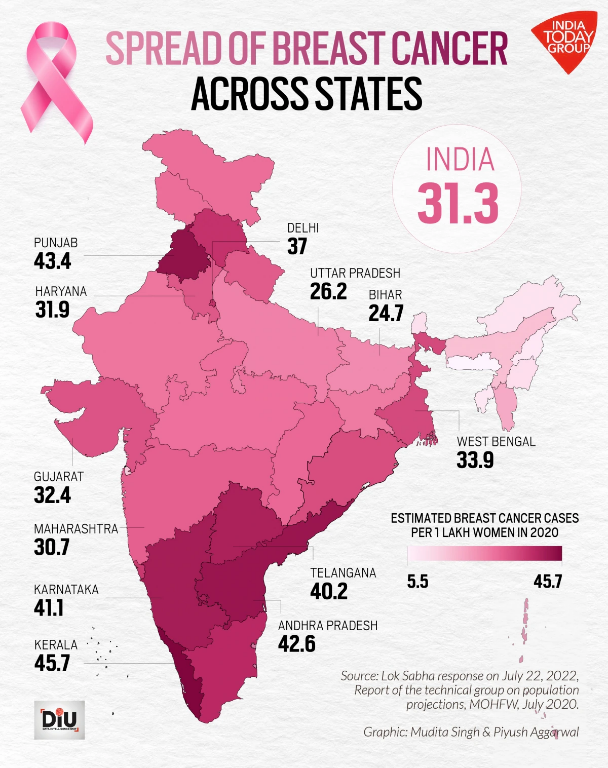 SPREAD OF BREAST CANCER
ACROSS STATES
INDIA
TODAY
GROUP
INDIA
31.3
DELHI
37
PUNJAB
43.4
UTTAR PRADESH
26.2
HARYANA
31.9
BIHAR
24.7
WEST BENGAL
33.9
GUJARAT
32.4
ESTIMATED BREAST CANCER CASES
PER 1 LAKH WOMEN IN 2020
5.5
45.7
MAHARASHTRA
30.7
TELANGANA
40.2
KARNATAKA
41.1
ANDHRA PRADESH
42.6
KERALA
45.7
Source: Lok Sabha response on July 22, 2022,
Report of the technical group on population
projections, MOHFW, July 2020.
DiU
Graphic: Mudita Singh & Piyush Aggarwal